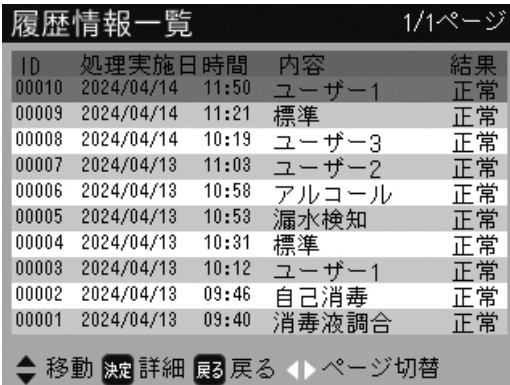 履歴情報一覧 1/1ページ
ID 処理実施日時間 内容 結果
00010 2024/04/14 11:50 ユーザー1 正常
00009 2024/04/14 11:21 標準 正常
00008 2024/04/14 10:19 ユーザー3 正常
00007 2024/04/13 11:03 ユーザー2 正常
00006 2024/04/13 10:58 アルコール 正常
00005 2024/04/13 10:53 漏水検知 正常
00004 2024/04/13 10:31 標準 正常
00003 2024/04/13 10:12 ユーザー1 正常
00002 2024/04/13 09:46 自己消毒 正常
00001 2024/04/13 09:40 消毒液調合 正常
移動 決定 詳細 戻る 戻る ページ切替